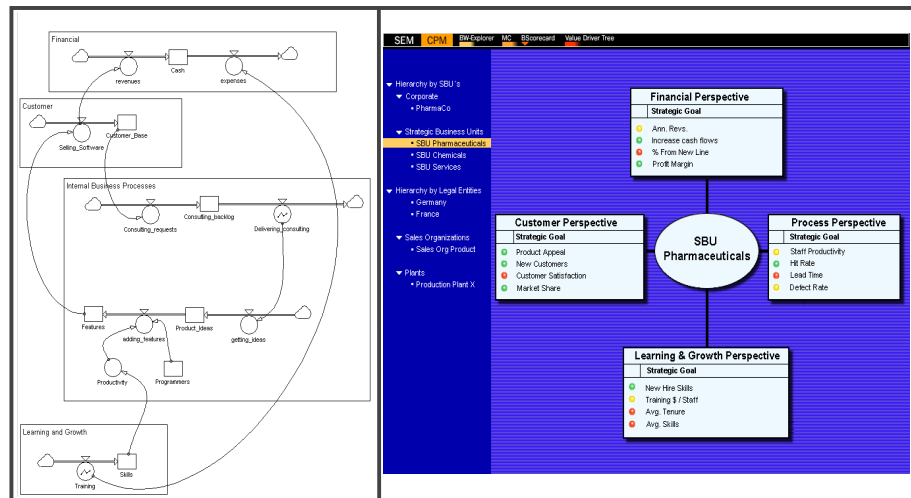 Financial
revenues
Cash
expenses
Customer
Selling_Software
Customer_Base
Internal Business Processes
Consulting_requests
Consulting_backlog
Delivering_consulting
Features
adding_features
Product_Ideas
getting_ideas
Productivity
Programmers
Learning and Growth
Training
Skills
SEM CPM BW-Explorer MC BScorecard Value Driver Tree
Hierarchy by SBU 's
Corporate
PharmaCo
Strategic Business Units
SBU Pharmaceuticals
SBU Chemicals
SBU Services
Hierarchy by Legal Entities
Germany
France
Sales Organizations
Sales Org Product
Plants
Production Plant X
Financial Perspective
Strategic Goal
Ann. Revs.
Increase cash flows
% From New Line
Profit Margin
Customer Perspective
Strategic Goal
Product Appeal
New Customers
Customer Satisfaction
Market Share
SBU
Pharmaceuticals
Process Perspective
Strategic Goal
Staff Productivity
Hit Rate
Lead Time
Defect Rate
Learning & Growth Perspective
Strategic Goal
New Hire Skills
Training $ / Staff
Avg. Tenure
Avg. Skills